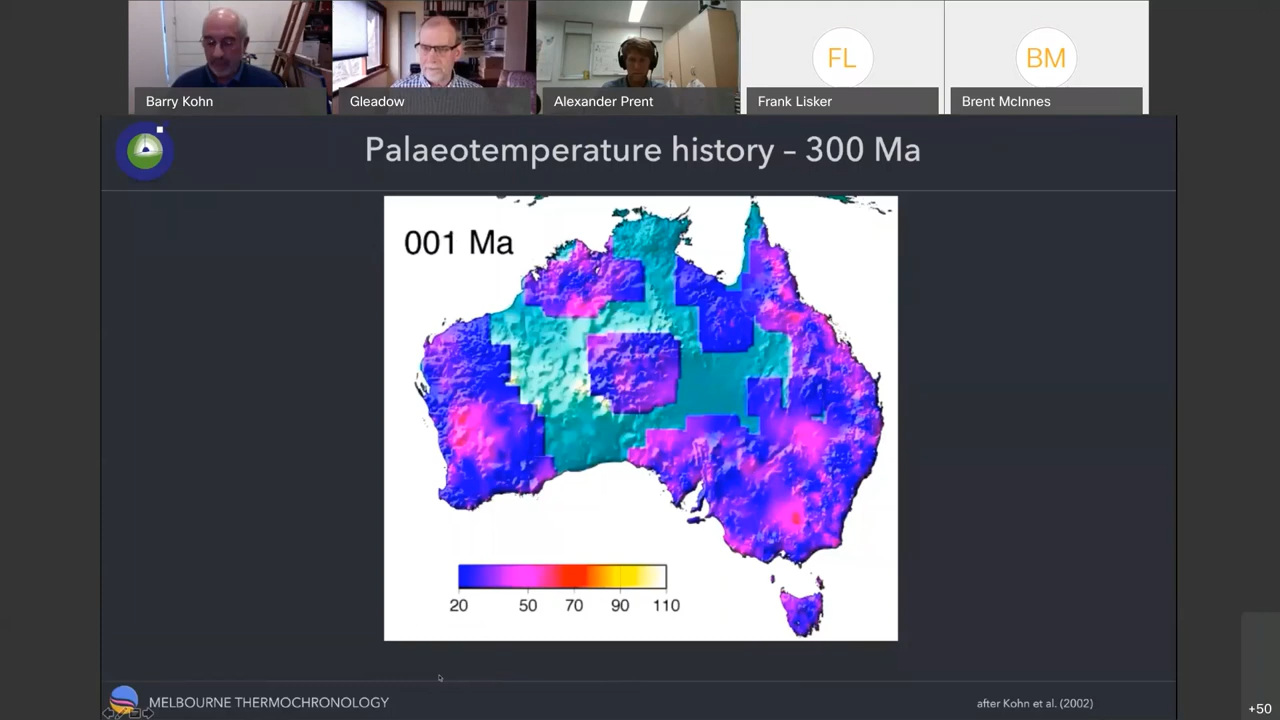 FL
BM
Barry Kohn
Gleadow
Alexander Prent
Frank Lisker
Brent McInnes
Palaeotemperature history – 300 Ma
001 Ma
20 50 70 90 110
MELBOURNE THERMOCHRONOLOGY
after Kohn et al. (2002)
+50